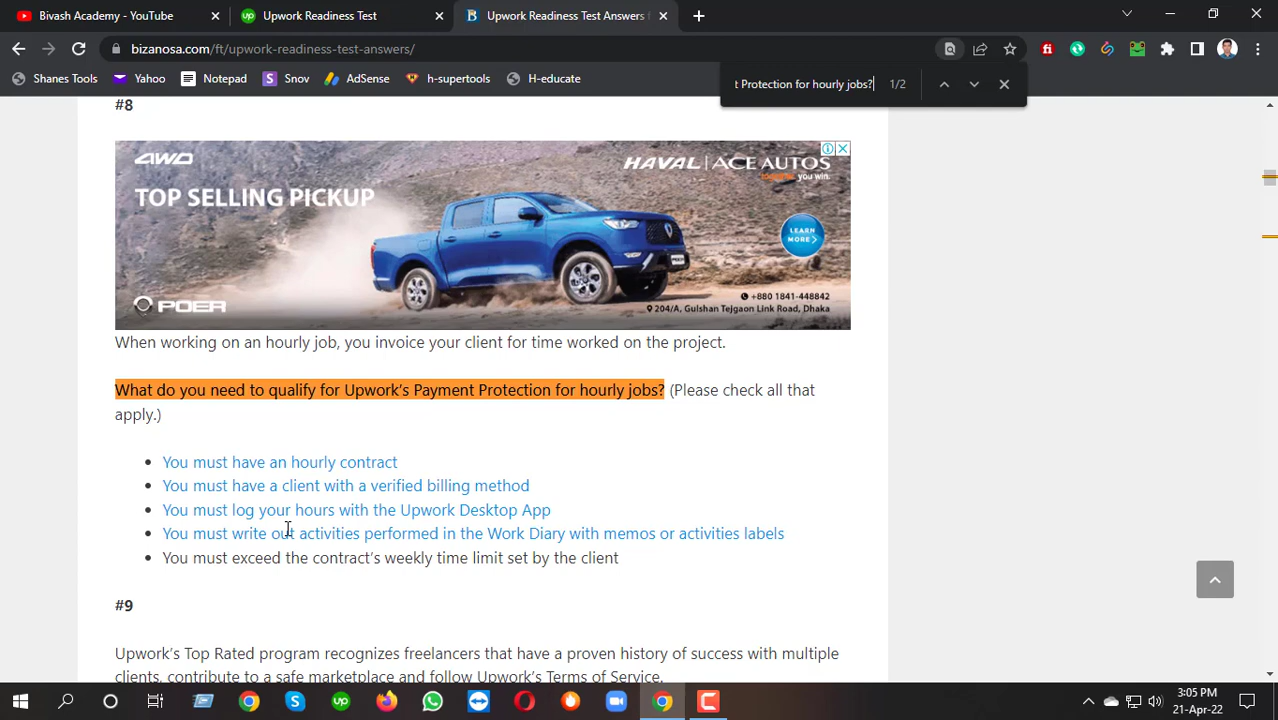 Bivash Academy - YouTube
Upwork Readiness Test
Upwork Readiness Test Answers f
bizanosa.com/ft/upwork-readiness-test-answers/
Shanes Tools
Yahoo
Notepad
Snov
AdSense
h-supertools
H-educate
t Protection for hourly jobs?
1/2
#8
4WD
TOP SELLING PICKUP
HAVAL | ACE AUTOS
you win.
LEARN
MORE >
POER
+880 1841-448842
204/A, Gulshan Tejgaon Link Road, Dhaka
When working on an hourly job, you invoice your client for time worked on the project.
What do you need to qualify for Upwork's Payment Protection for hourly jobs? (Please check all that
apply.)
You must have an hourly contract
You must have a client with a verified billing method
You must log your hours with the Upwork Desktop App
You must write out activities performed in the Work Diary with memos or activities labels
You must exceed the contract's weekly time limit set by the client
#9
Upwork's Top Rated program recognizes freelancers that have a proven history of success with multiple
clients, contribute to a safe marketplace and follow Upwork's Terms of Service.
3:05 PM
21-Apr-22